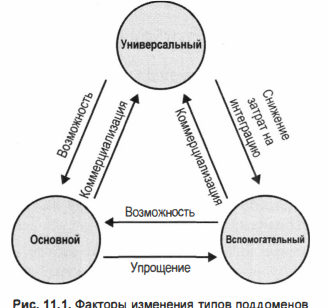 Универсальный
Возможность
Коммерциализация
Коммерциализация
Снижение
затрат на
интеграцию
Возможность
Основной
Вспомогательный
Упрощение
Рис. 11.1. Факторы изменения типов поддоменов